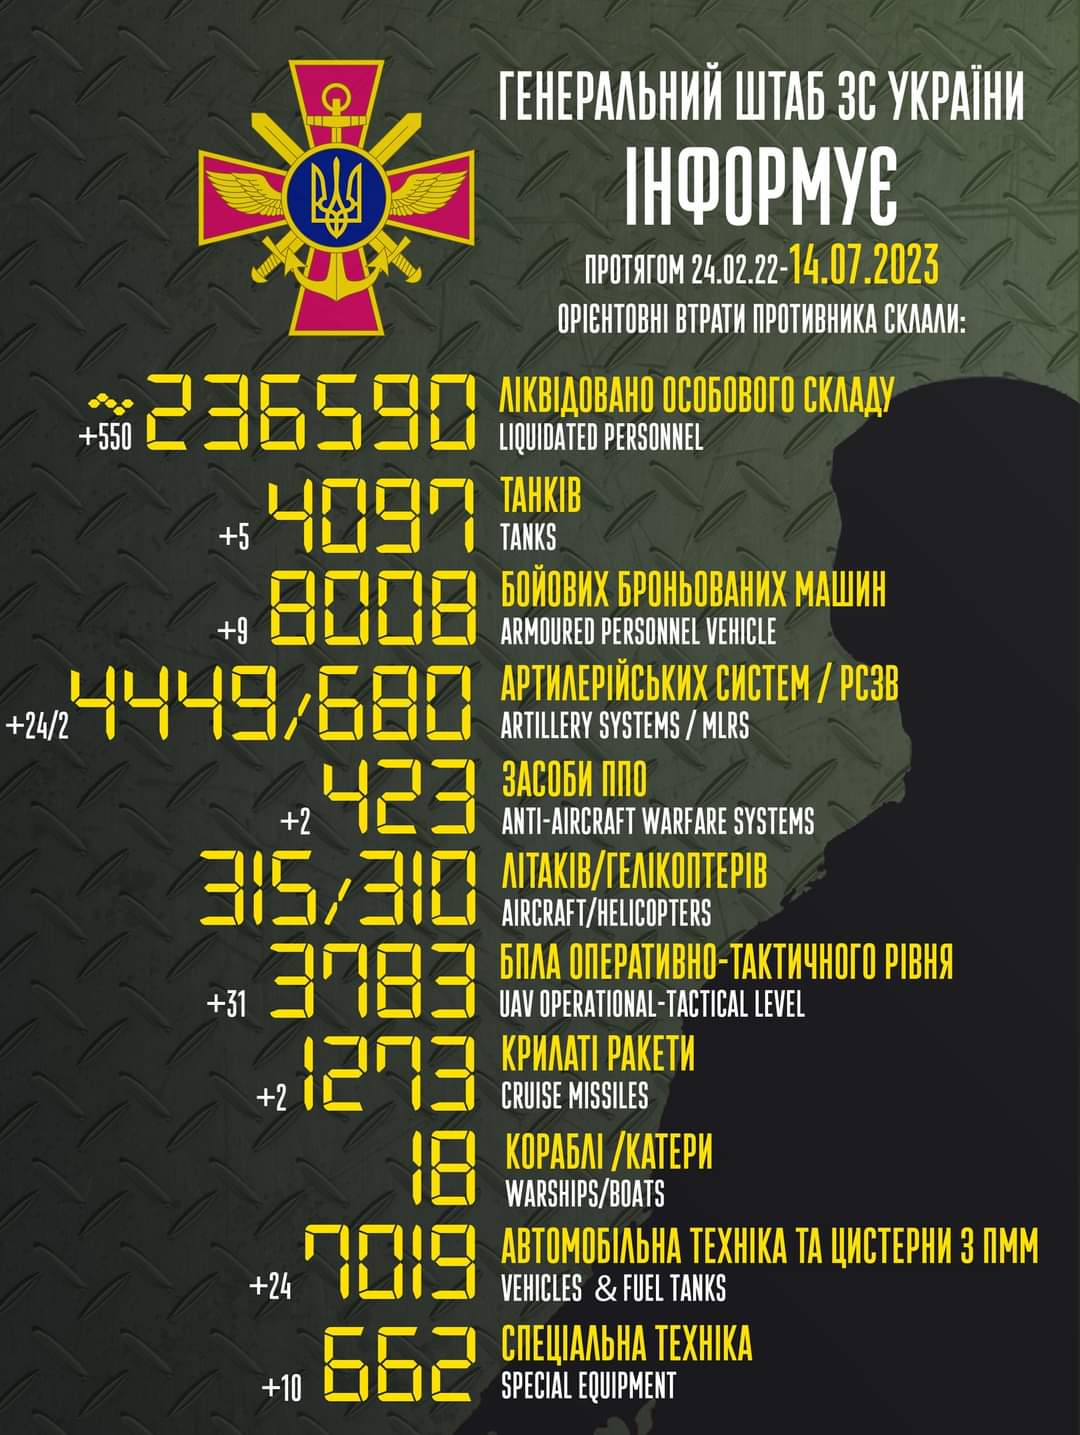 ГЕНЕРАЛЬНИЙ ШТАБ ЗС УКРАЇНИ
ІНФОРМУЄ
ПРОТЯГОМ 24.02.22-14.07.2023
ОРІЄНТОВНІ ВТРАТИ ПРОТИВНИКА СКЛАЛИ:
+550 ≈236590 ЛІКВІДОВАНО ОСОБОВОГО СКЛАДУ
LIQUIDATED PERSONNEL
+5 4097 ТАНКІВ
TANKS
+9 8008 БОЙОВИХ БРОНЬОВАНИХ МАШИН
ARMOURED PERSONNEL VEHICLE
+24/2 4449/680 АРТИЛЕРІЙСЬКИХ СИСТЕМ / РСЗВ
ARTILLERY SYSTEMS / MLRS
+2 423 ЗАСОБИ ППО
ANTI-AIRCRAFT WARFARE SYSTEMS
315/310 ЛІТАКІВ/ГЕЛІКОПТЕРІВ
AIRCRAFT/HELICOPTERS
+31 3783 БПЛА ОПЕРАТИВНО-ТАКТИЧНОГО РІВНЯ
UAV OPERATIONAL-TACTICAL LEVEL
+2 1273 КРИЛАТІ РАКЕТИ
CRUISE MISSILES
18 КОРАБЛІ /КАТЕРИ
WARSHIPS/BOATS
+24 7019 АВТОМОБІЛЬНА ТЕХНІКА ТА ЦИСТЕРНИ З ПММ
VEHICLES & FUEL TANKS
+10 662 СПЕЦІАЛЬНА ТЕХНІКА
SPECIAL EQUIPMENT